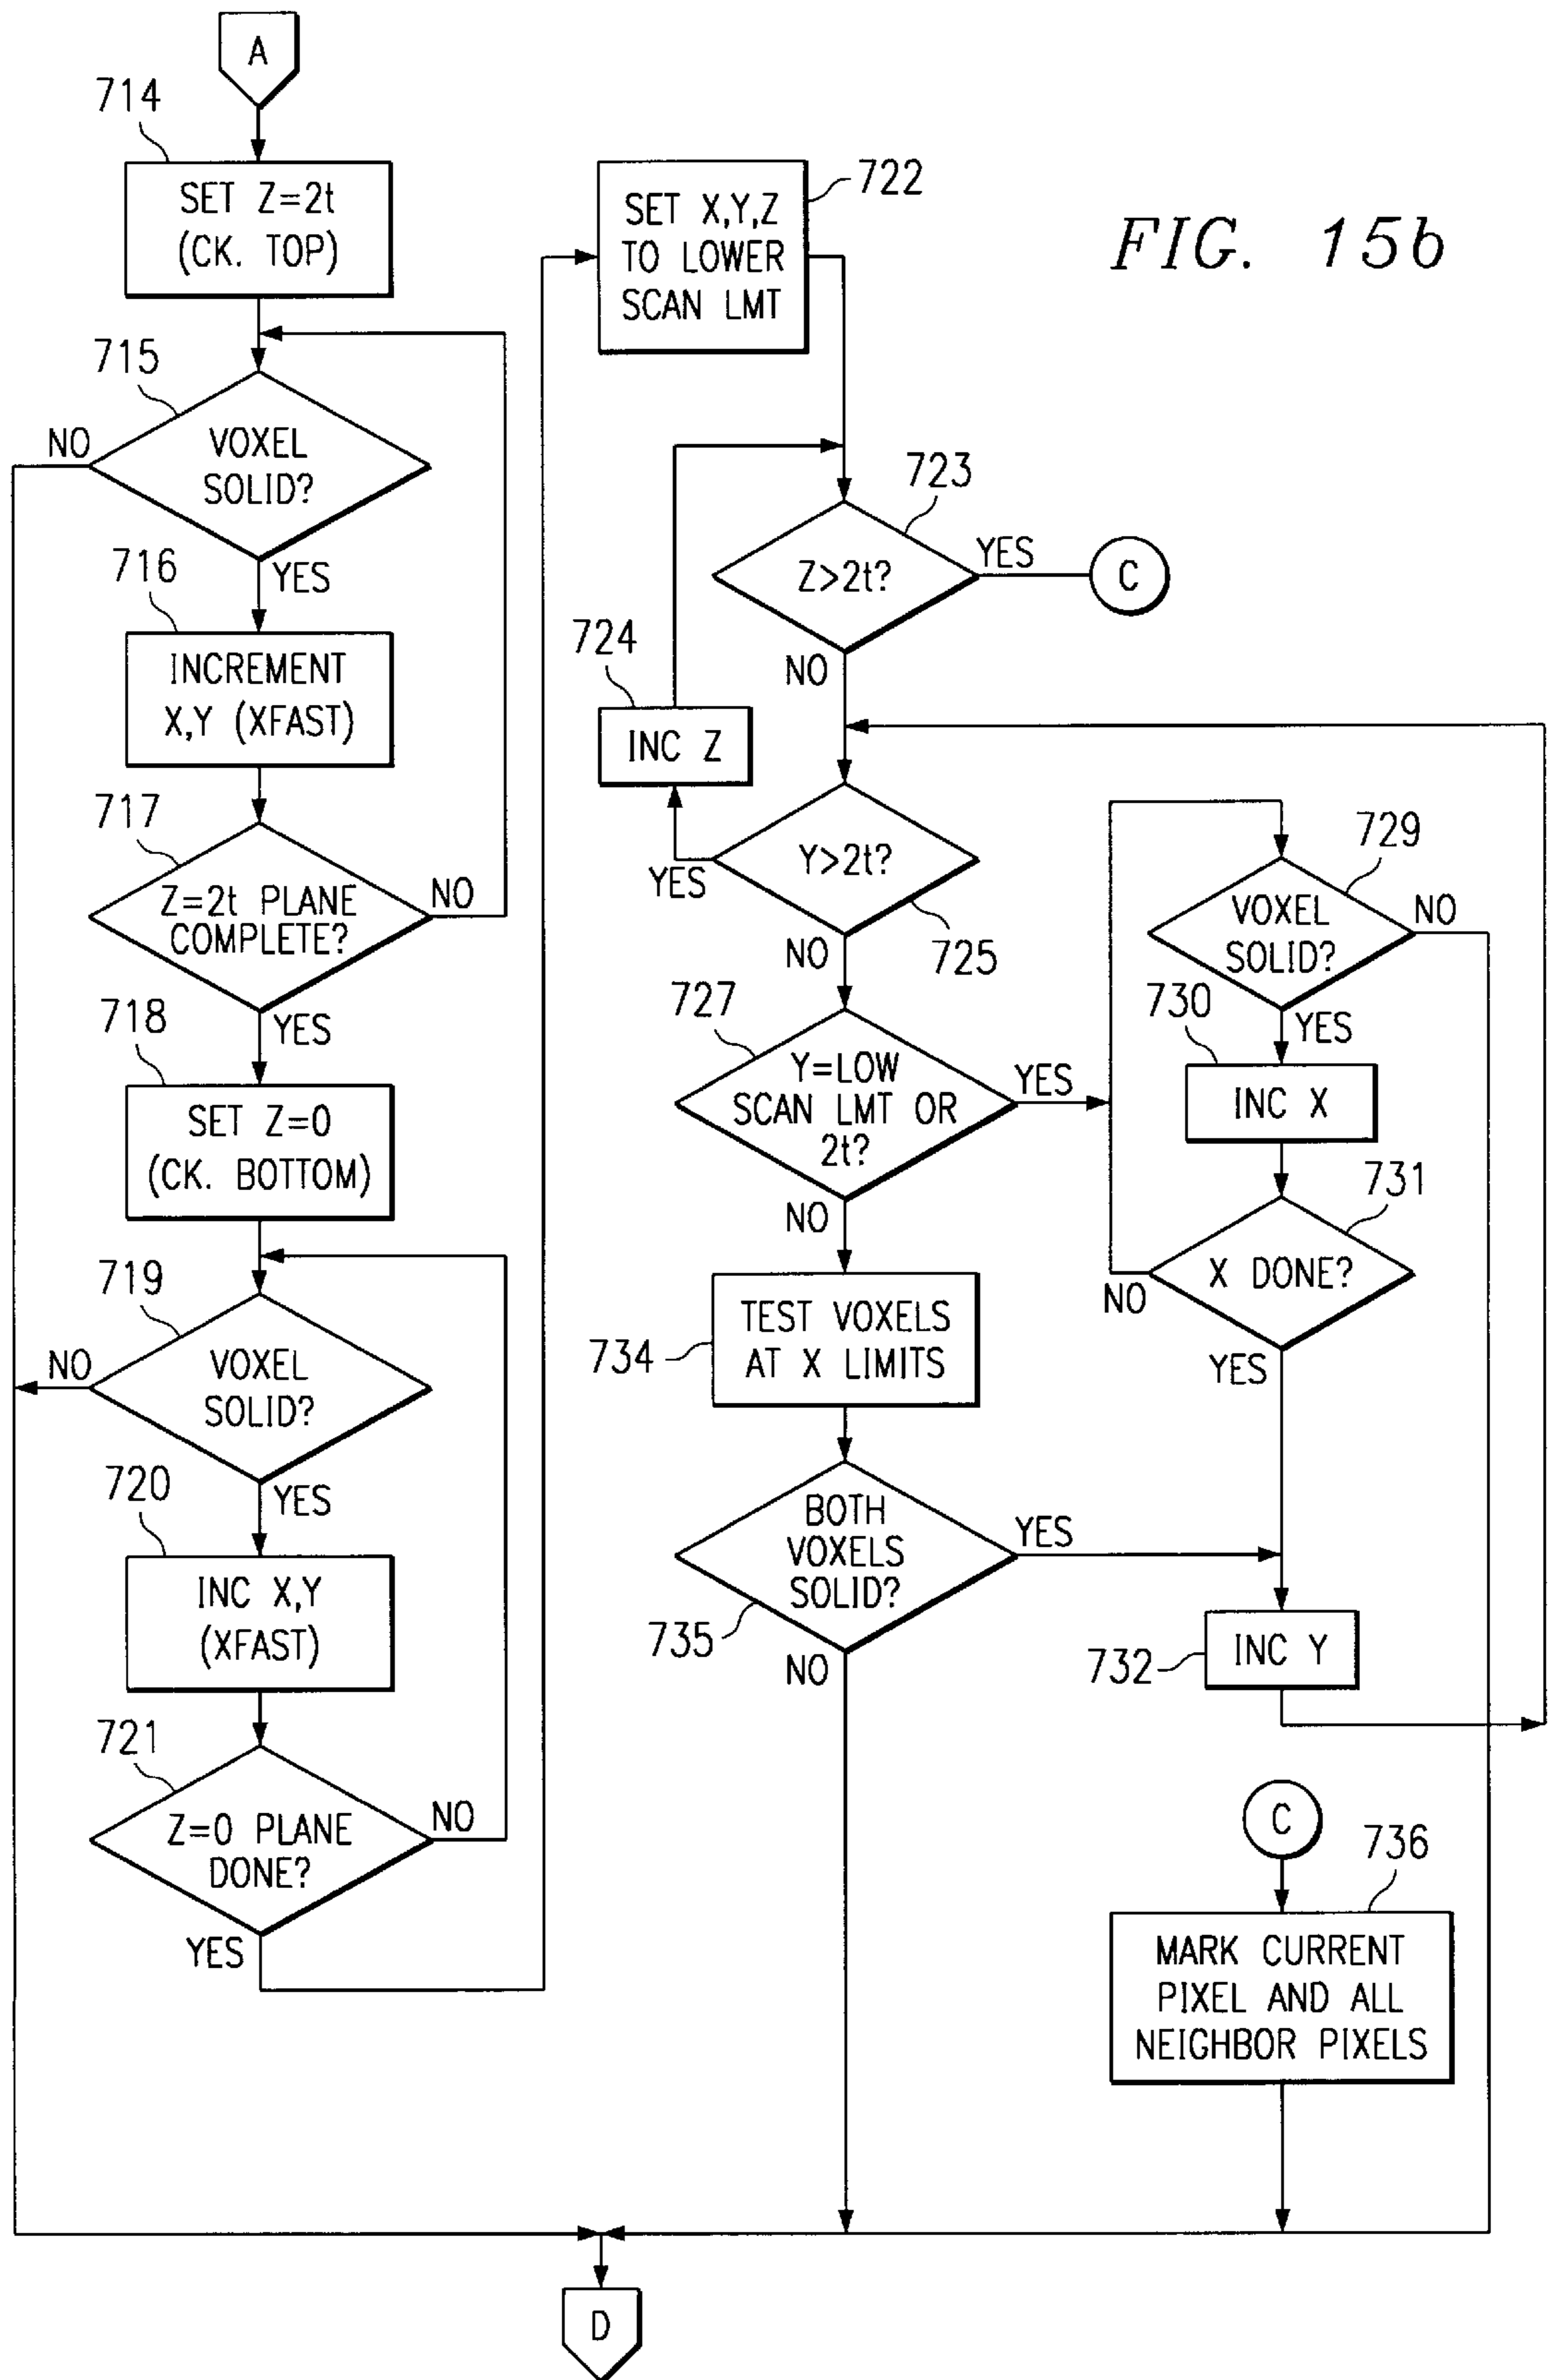 A
714
SET Z=2t
(CK. TOP)
715
NO
VOXEL
SOLID?
YES
716
INCREMENT
X,Y (XFAST)
717
Z=2t PLANE
COMPLETE?
NO
YES
718
SET Z=0
(CK. BOTTOM)
719
NO
VOXEL
SOLID?
YES
720
INC X,Y
(XFAST)
721
Z=0 PLANE
DONE?
NO
YES
722
SET X,Y,Z
TO LOWER
SCAN LMT
FIG. 15b
723
Z>2t?
YES
C
NO
724
INC Z
Y>2t?
YES
725
NO
727
Y=LOW
SCAN LMT OR
2t?
YES
NO
729
VOXEL
SOLID?
NO
YES
730
INC X
731
X DONE?
NO
YES
734
TEST VOXELS
AT X LIMITS
BOTH
VOXELS
SOLID?
YES
735
NO
732
INC Y
C
736
MARK CURRENT
PIXEL AND ALL
NEIGHBOR PIXELS
D